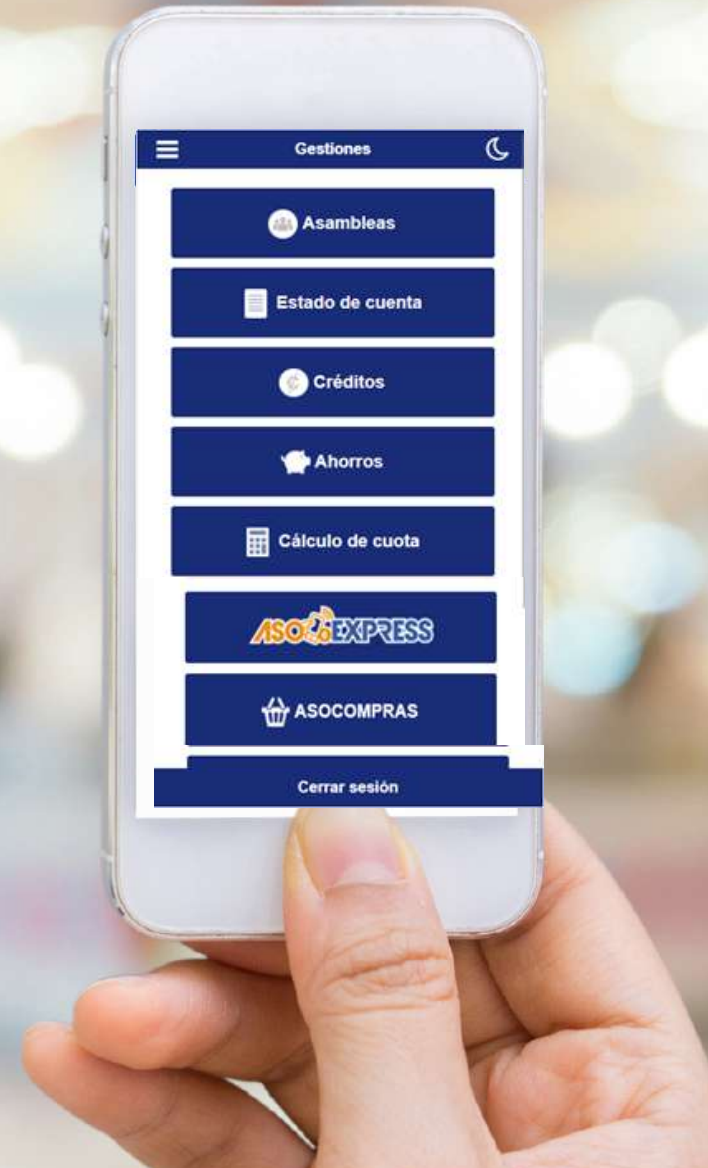 Gestiones
Asambleas
Estado de cuenta
Créditos
Ahorros
Cálculo de cuota
ASOEXPRESS
ASOCOMPRAS
Cerrar sesión